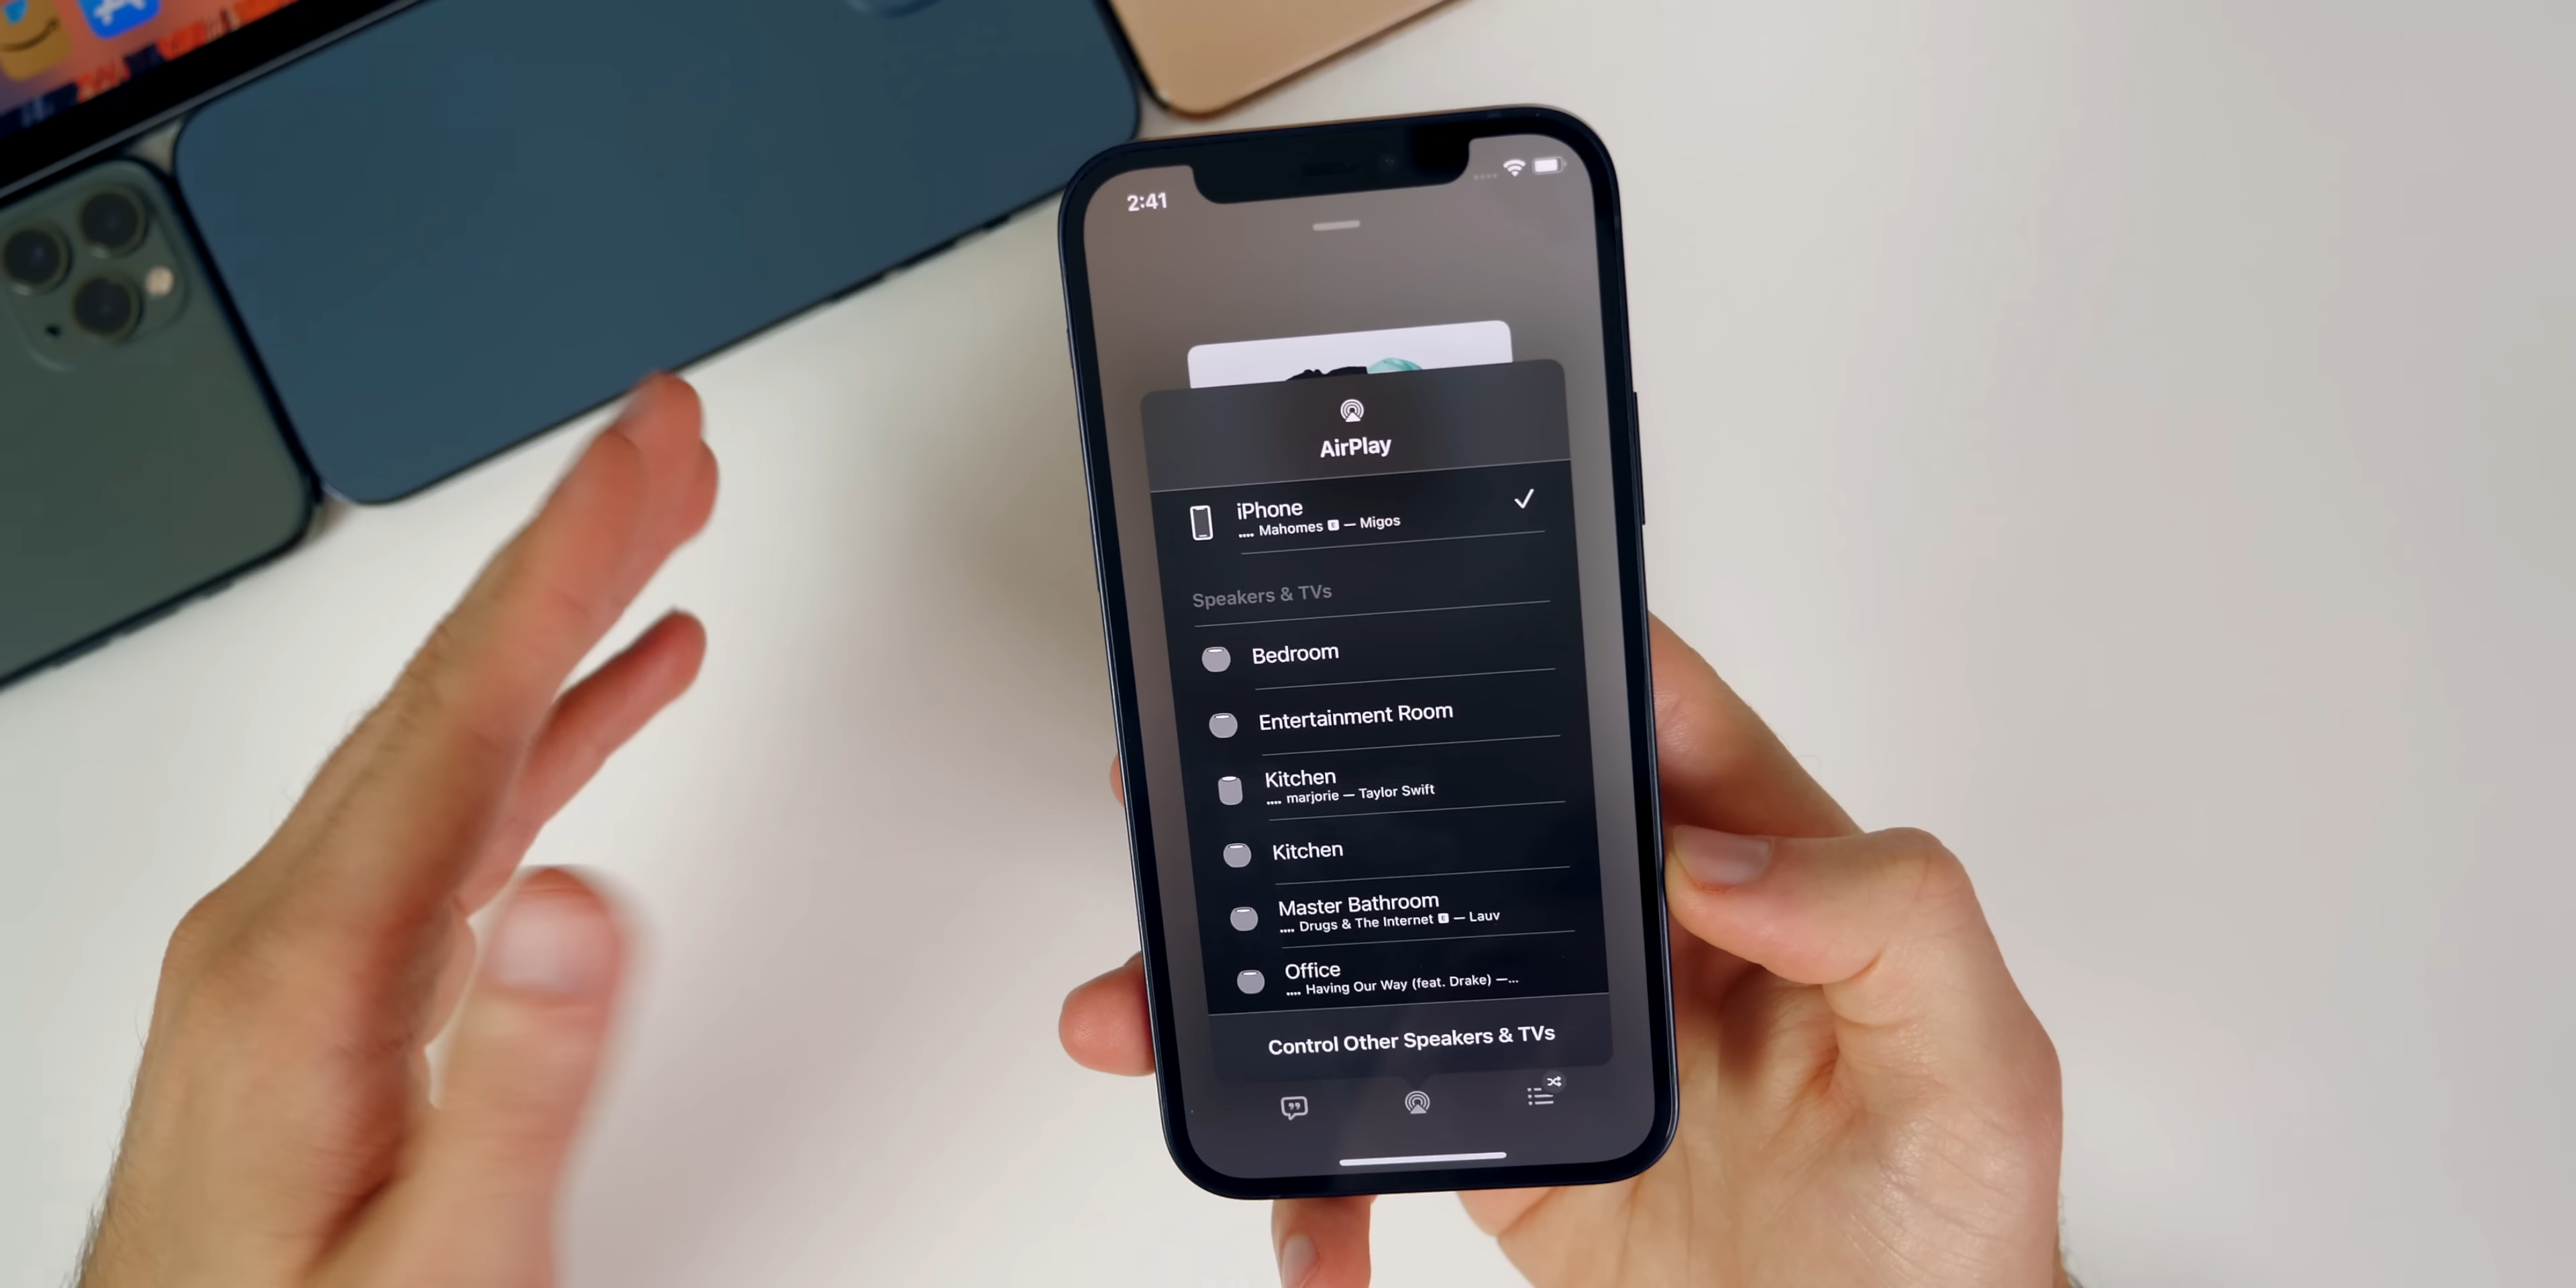 2:41
AirPlay
iPhone
Mahomes E — Migos
Speakers & TVs
Bedroom
Entertainment Room
Kitchen
marjorie — Taylor Swift
Kitchen
Master Bathroom
Drugs & The Internet E — Lauv
Office
Having Our Way (feat. Drake) —...
Control Other Speakers & TVs